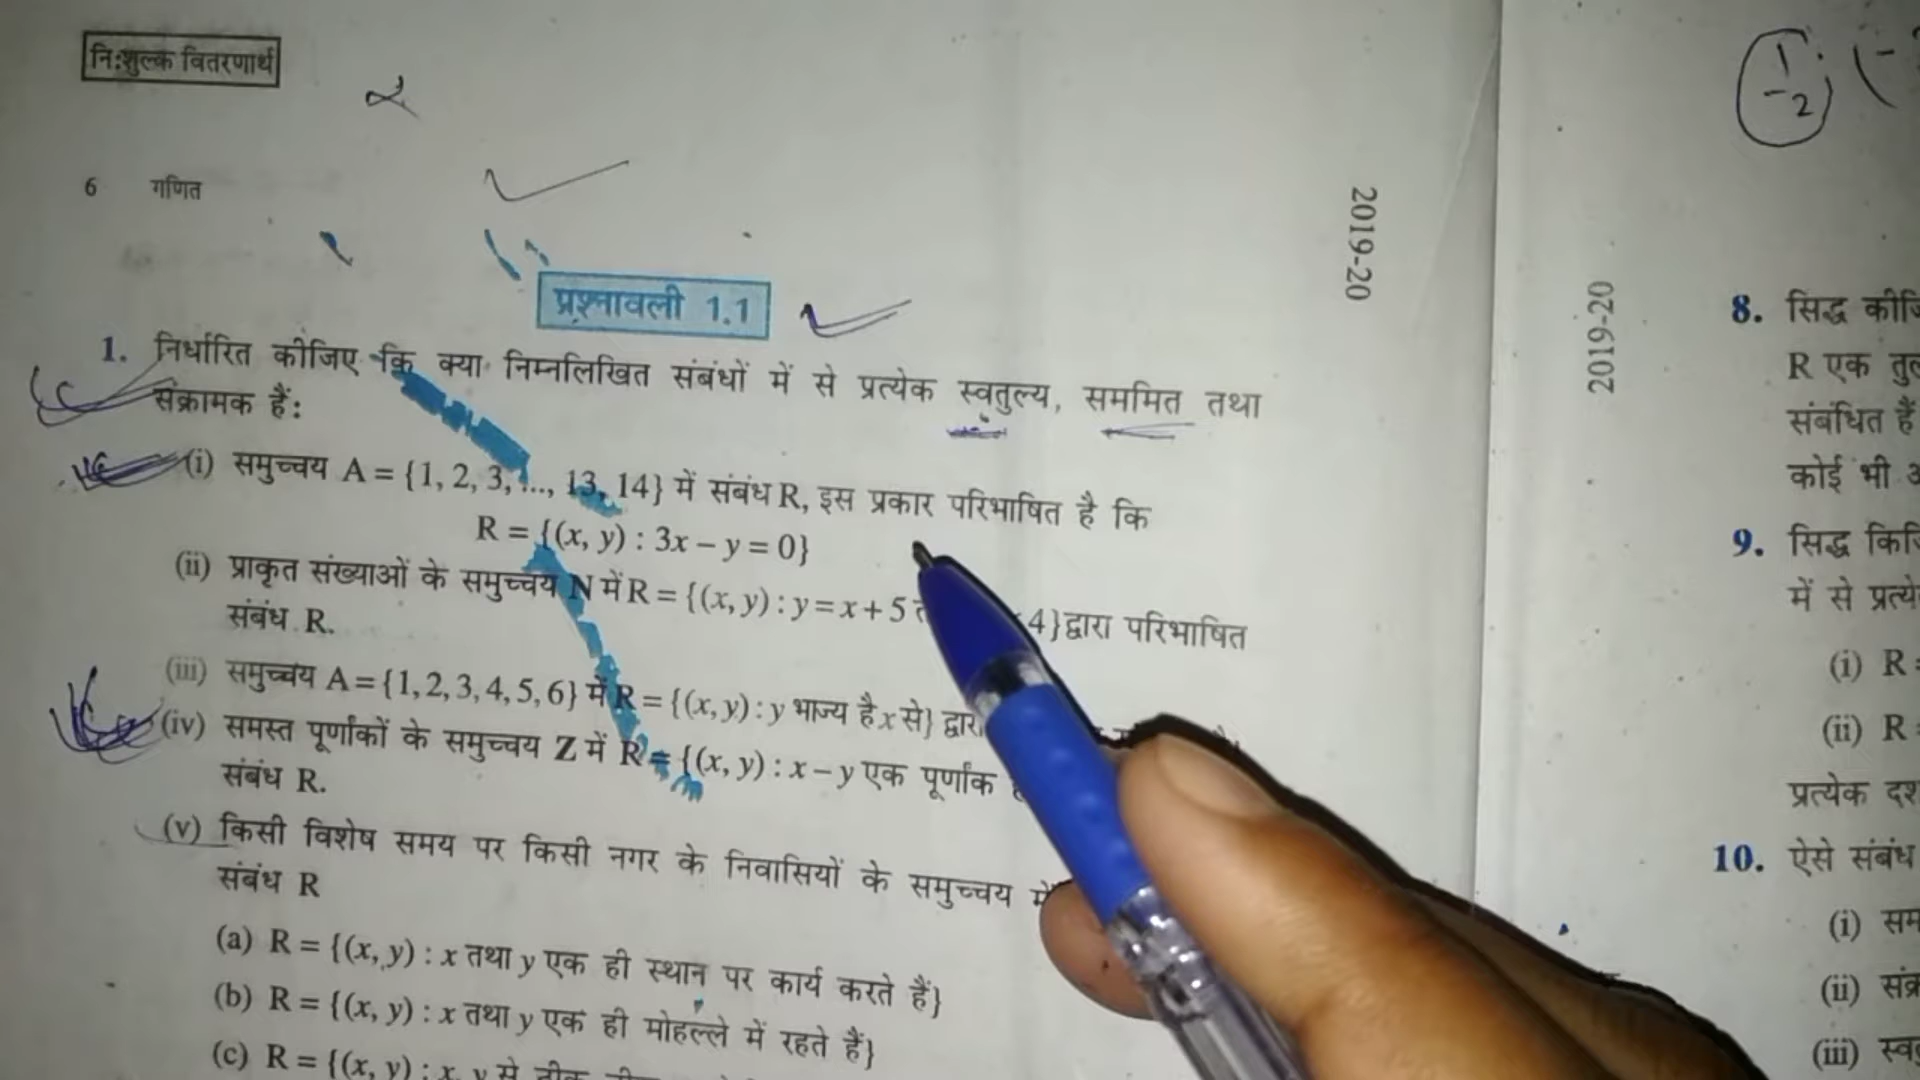 नि:शुल्क वितरणार्थ
6 गणित
2019-20
प्रश्नावली 1.1
1. निर्धारित कीजिए कि क्या निम्नलिखित संबंधों में से प्रत्येक स्वतुल्य, सममित तथा
संक्रामक हैं:
(i) समुच्चय A = {1, 2, 3, ..., 13, 14} में संबंध R, इस प्रकार परिभाषित है कि
R = {(x, y) : 3x – y = 0}
(ii) प्राकृत संख्याओं के समुच्चय N में R = {(x, y) : y = x + 5 4} द्वारा परिभाषित
संबंध R.
(iii) समुच्चय A = {1, 2, 3, 4, 5, 6} में R = {(x, y) : y भाज्य है x से}
(iv) समस्त पूर्णांकों के समुच्चय Z में R = {(x, y) : x – y एक पूर्णांक
संबंध R.
(v) किसी विशेष समय पर किसी नगर के निवासियों के समुच्चय में
संबंध R
(a) R = {(x, y) : x तथा y एक ही स्थान पर कार्य करते हैं}
(b) R = {(x, y) : x तथा y एक ही मोहल्ले में रहते हैं}
(c) R = {(x, y) : x, y से
1
-2
2019-20
8. सिद्ध
R एक
संबंधित हैं
कोई भी
9. सिद्ध
में से
(i) R
(ii) R
प्रत्येक
10. ऐसे संबंध
(i)
(ii)
(iii)